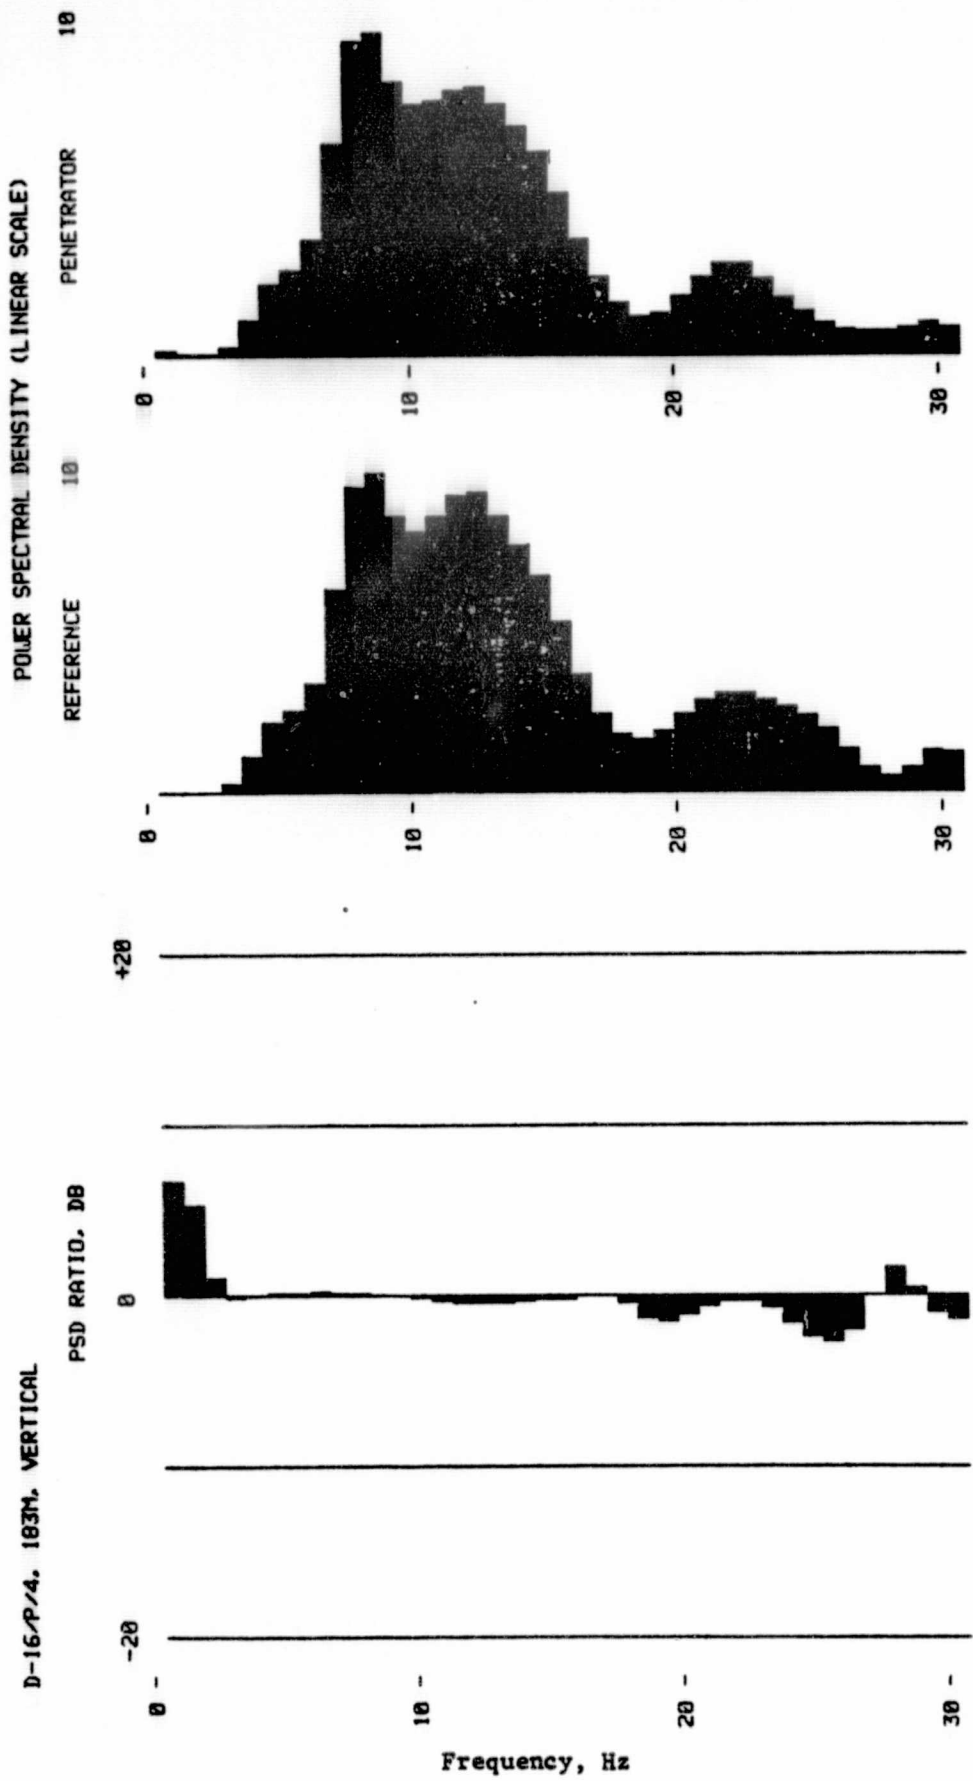 D-16/P/4, 183M, VERTICAL
POWER SPECTRAL DENSITY (LINEAR SCALE)
PSD RATIO, DB
REFERENCE
10
PENETRATOR
10
-20
0
+20
0 -
10 -
20 -
30 -
0 -
10 -
20 -
30 -
0 -
10 -
20 -
30 -
Frequency, Hz